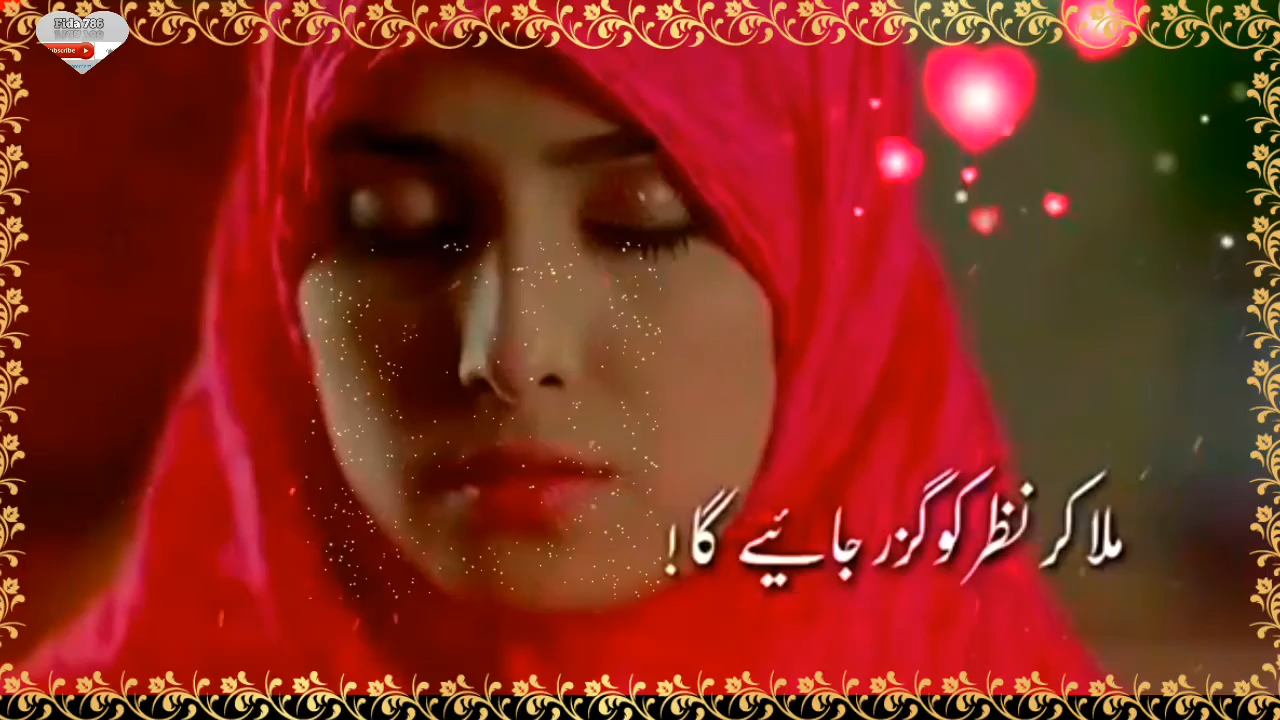 Fida 786
subscribe
ملا کر نظر کو گزر جائیے گا !